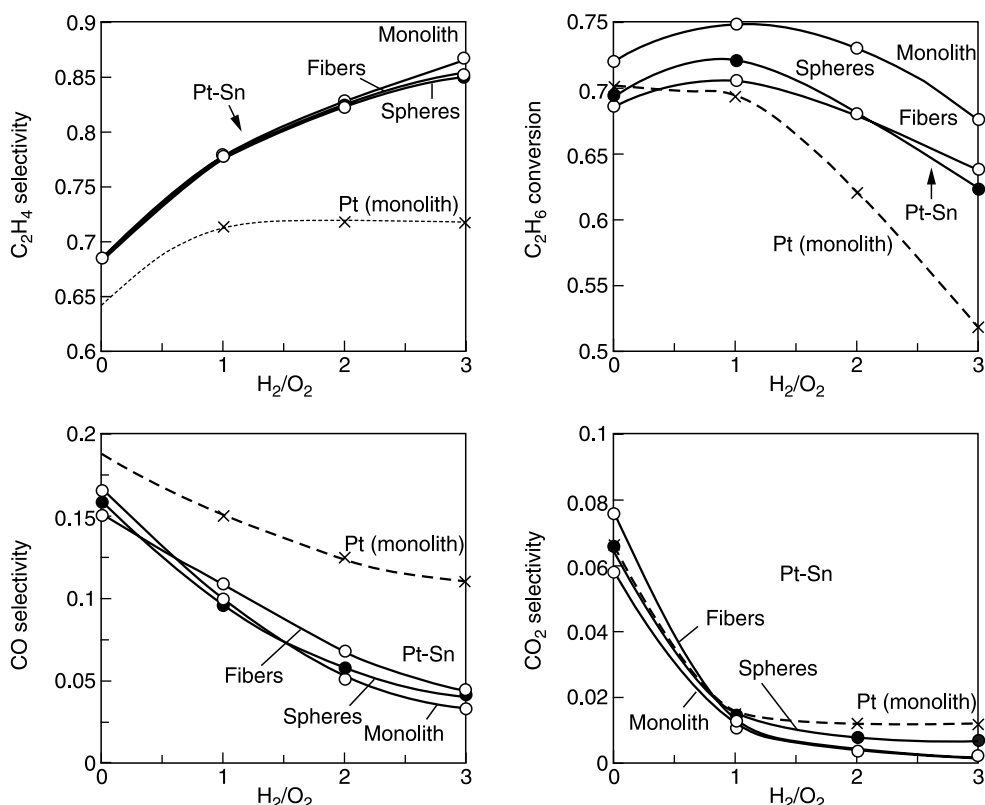 0.9
0.85
0.8
0.75
0.7
0.65
0.6
C₂H₄ selectivity
Monolith
Fibers
Pt-Sn
Spheres
Pt (monolith)
0 1 2 3
H₂/O₂
0.75
0.7
0.65
0.6
0.55
0.5
C₂H₆ conversion
Monolith
Spheres
Fibers
Pt-Sn
Pt (monolith)
0 1 2 3
H₂/O₂
0.2
0.15
0.1
0.05
0
CO selectivity
Pt (monolith)
Pt-Sn
Fibers
Spheres
Monolith
0 1 2 3
H₂/O₂
0.1
0.08
0.06
0.04
0.02
0
CO₂ selectivity
Pt-Sn
Fibers
Spheres
Pt (monolith)
Monolith
0 1 2 3
H₂/O₂